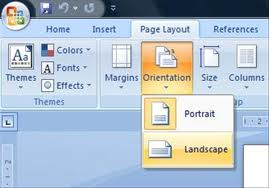 Home Insert Page Layout References
Themes
Colors
Fonts
Effects
Margins Orientation Size Columns
Themes
Portrait
Landscape